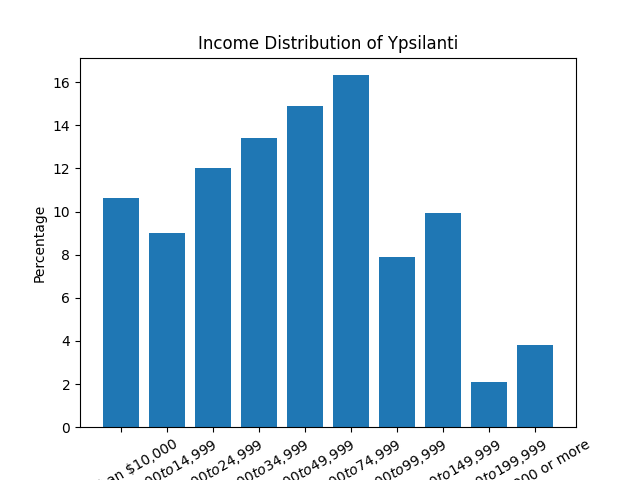 Income Distribution of Ypsilanti
Percentage
16
14
12
10
8
6
4
2
0
an $10,000
00to14,999
00to24,999
00to34,999
00to49,999
00to74,999
00to99,999
0to149,999
0to199,999
000 or more